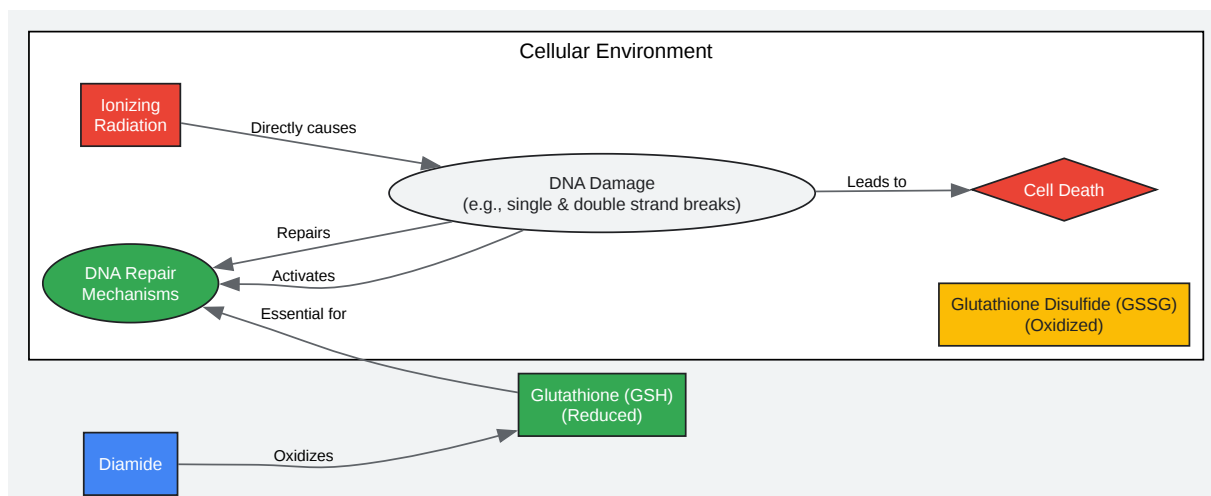 Cellular Environment
Ionizing
Radiation
Directly causes
DNA Damage
(e.g., single & double strand breaks)
Leads to
Cell Death
Repairs
Activates
DNA Repair
Mechanisms
Essential for
Glutathione Disulfide (GSSG)
(Oxidized)
Glutathione (GSH)
(Reduced)
Diamide
Oxidizes